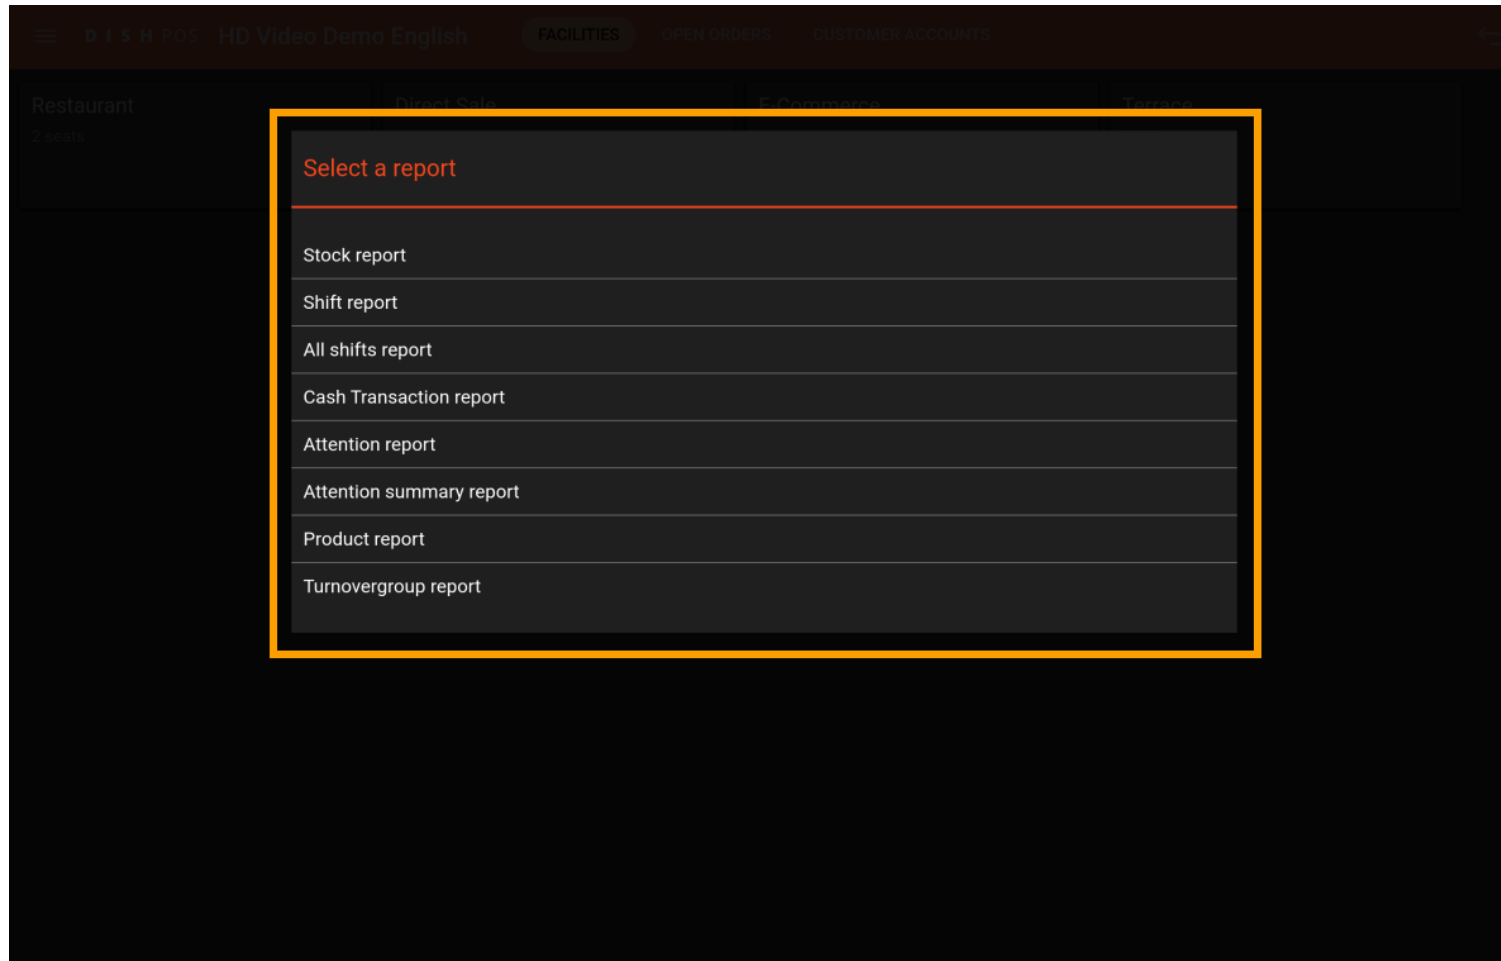 DISH POS HD Video Demo English FACILITIES OPEN ORDERS CUSTOMER ACCOUNTS
Restaurant Direct Sale E-Commerce Terrace
2 seats
Select a report
Stock report
Shift report
All shifts report
Cash Transaction report
Attention report
Attention summary report
Product report
Turnovergroup report